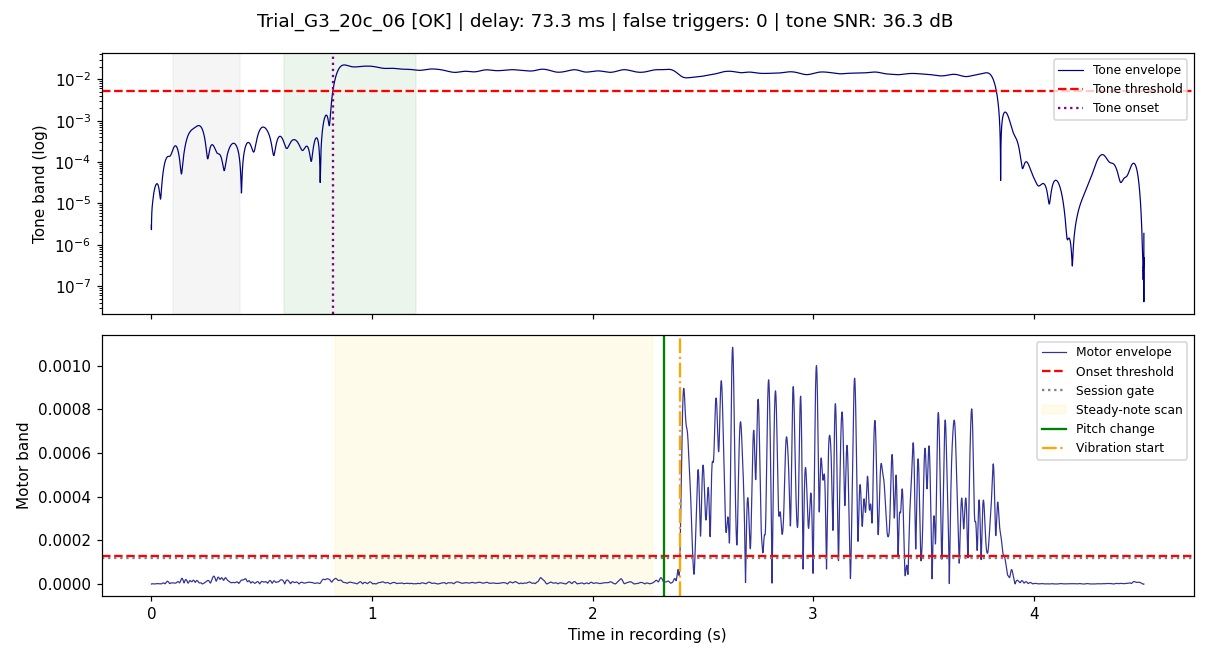 Trial_G3_20c_06 [OK] | delay: 73.3 ms | false triggers: 0 | tone SNR: 36.3 dB
Tone band (log)
10⁻²
10⁻³
10⁻⁴
10⁻⁵
10⁻⁶
10⁻⁷
Tone envelope
Tone threshold
Tone onset
Motor band
0.0010
0.0008
0.0006
0.0004
0.0002
0.0000
Motor envelope
Onset threshold
Session gate
Steady-note scan
Pitch change
Vibration start
0 1 2 3 4
Time in recording (s)